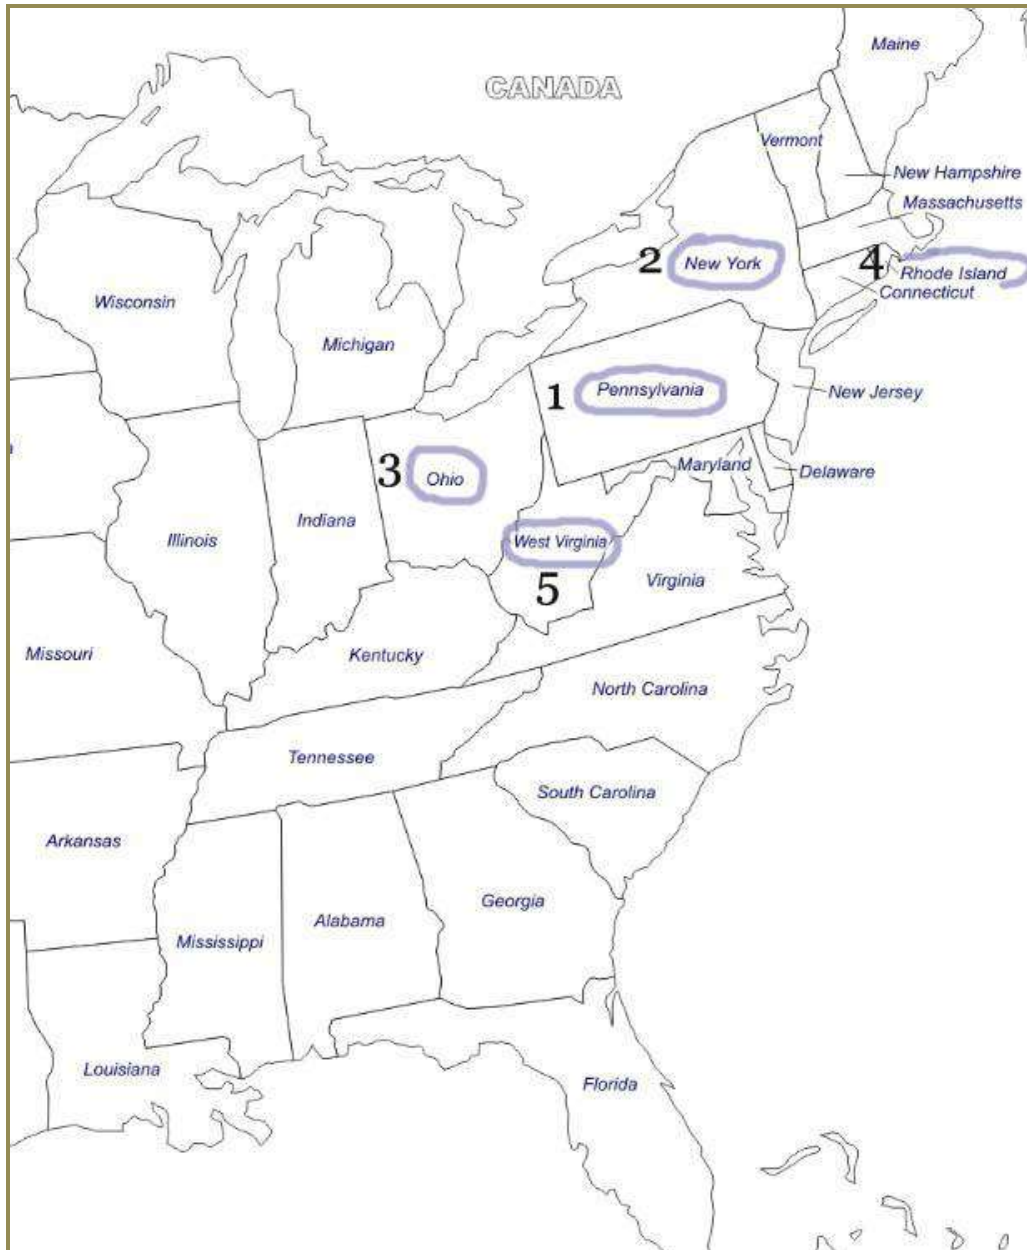 Maine
CANADA
Vermont
New Hampshire
Massachusetts
2
New York
4
Rhode Island
Connecticut
Wisconsin
Michigan
1
Pennsylvania
New Jersey
3
Ohio
Maryland
Delaware
Indiana
Illinois
West Virginia
5
Virginia
Missouri
Kentucky
North Carolina
Tennessee
South Carolina
Arkansas
Georgia
Alabama
Mississippi
Louisiana
Florida